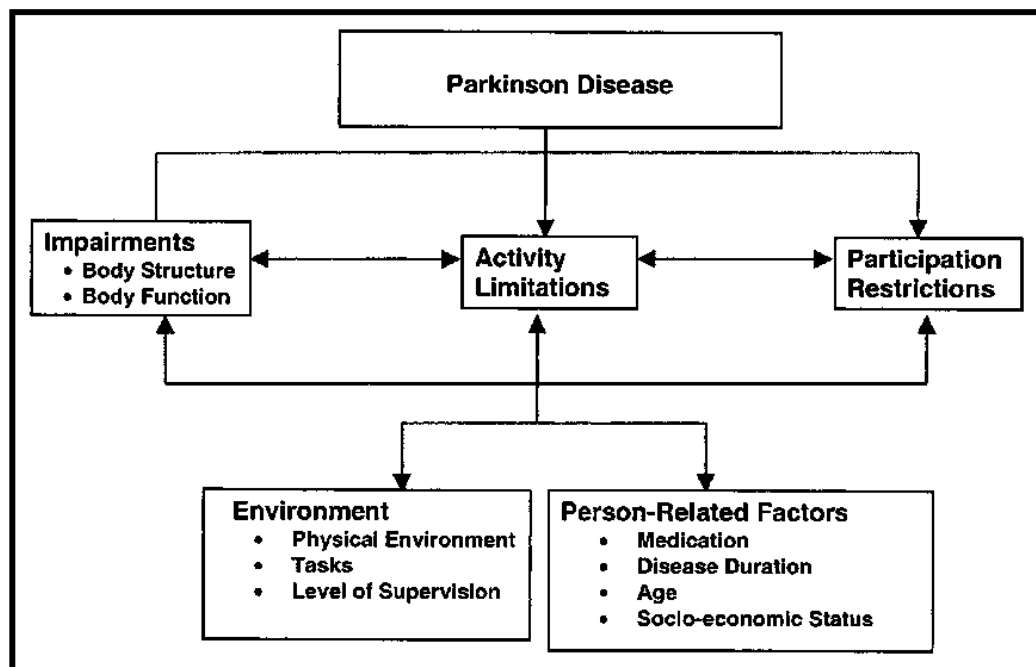 Parkinson Disease
Impairments
• Body Structure
• Body Function
Activity
Limitations
Participation
Restrictions
Environment
• Physical Environment
• Tasks
• Level of Supervision
Person-Related Factors
• Medication
• Disease Duration
• Age
• Socio-economic Status